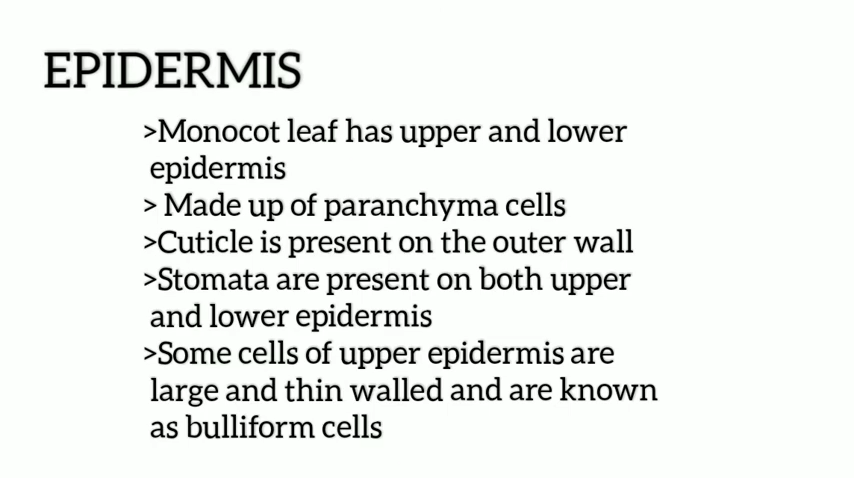 EPIDERMIS
>Monocot leaf has upper and lower
epidermis
> Made up of paranchyma cells
>Cuticle is present on the outer wall
>Stomata are present on both upper
and lower epidermis
>Some cells of upper epidermis are
large and thin walled and are known
as bulliform cells